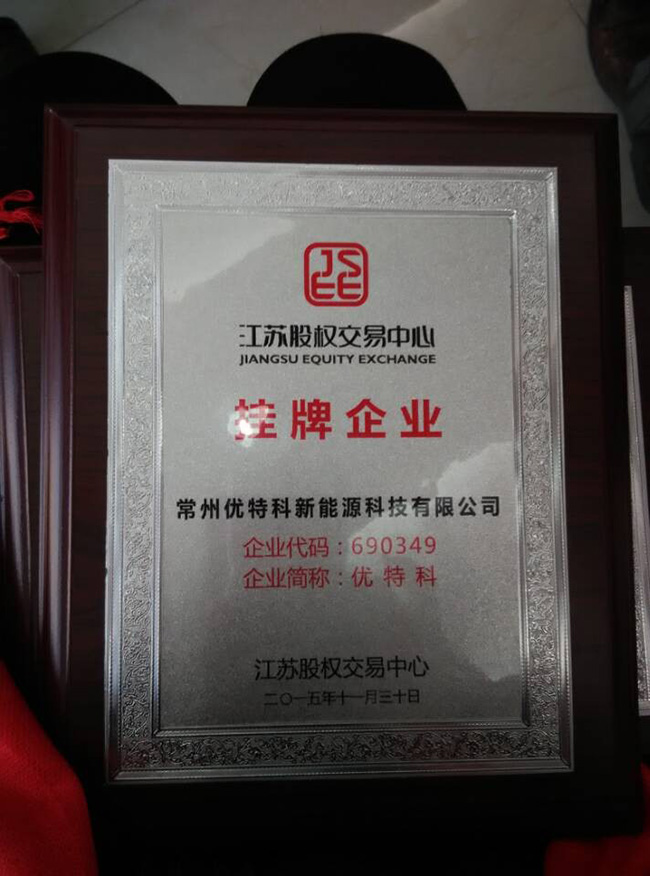 JS
EE
江苏股权交易中心
JIANGSU EQUITY EXCHANGE
挂牌企业
常州优特科新能源科技有限公司
企业代码：690349
企业简称：优特科
江苏股权交易中心
二〇一五年十一月三十日